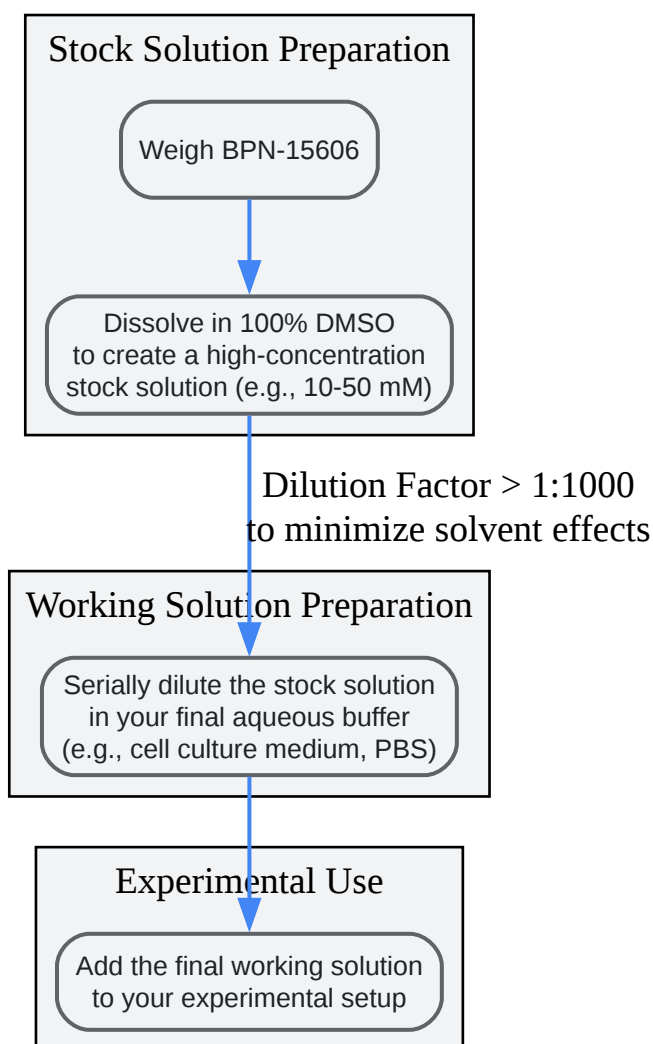 Stock Solution Preparation
Weigh BPN-15606
Dissolve in 100% DMSO
to create a high-concentration
stock solution (e.g., 10-50 mM)
Dilution Factor > 1:1000
to minimize solvent effects
Working Solution Preparation
Serially dilute the stock solution
in your final aqueous buffer
(e.g., cell culture medium, PBS)
Experimental Use
Add the final working solution
to your experimental setup